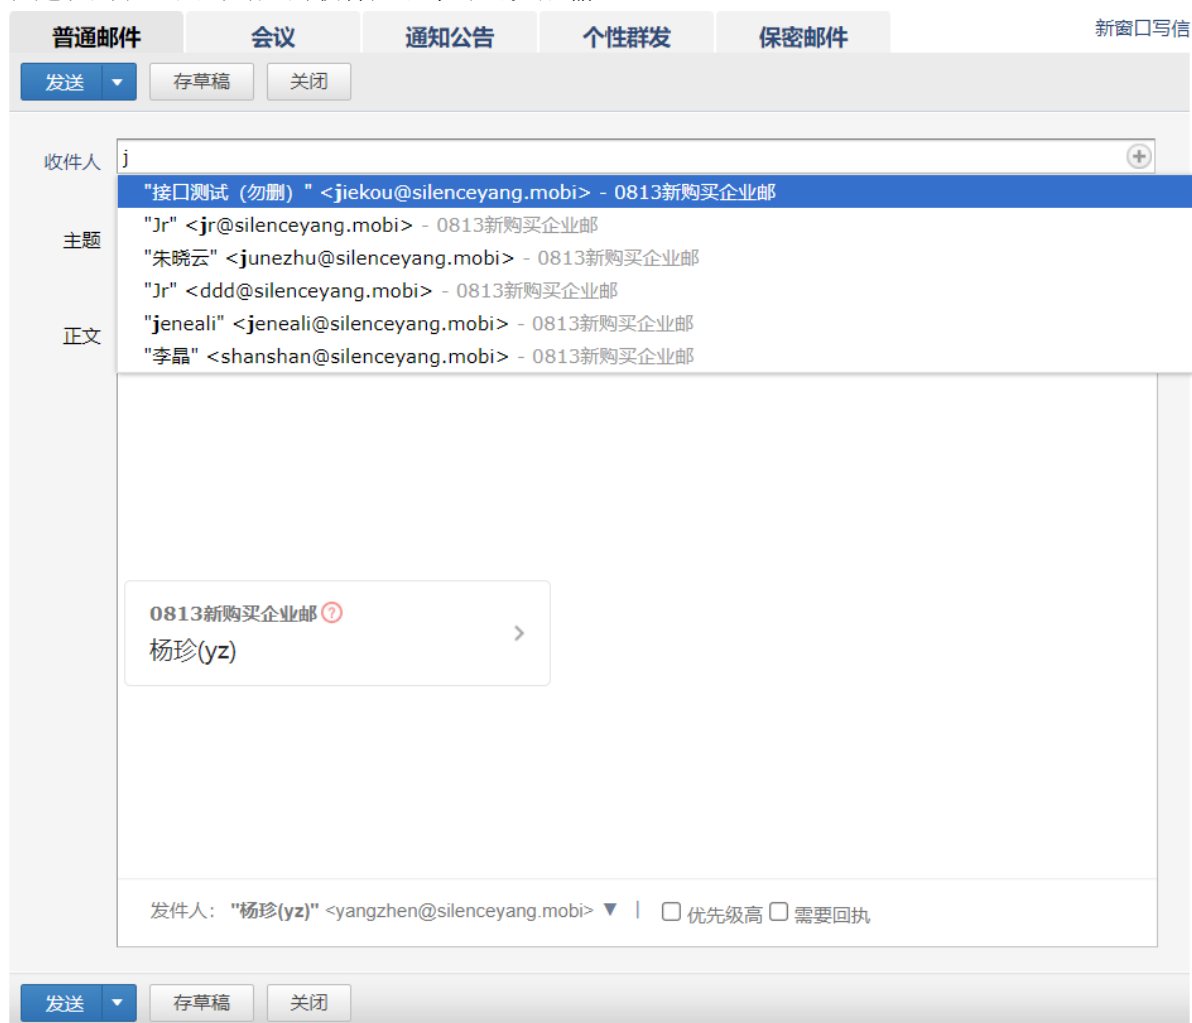 普通邮件 会议 通知公告 个性群发 保密邮件 新窗口写信
发送 存草稿 关闭
收件人 j
"接口测试（勿删）" <jiekou@silenceyang.mobi> - 0813新购买企业邮
"Jr" <jr@silenceyang.mobi> - 0813新购买企业邮
主题
"朱晓云" <junezhu@silenceyang.mobi> - 0813新购买企业邮
"Jr" <ddd@silenceyang.mobi> - 0813新购买企业邮
正文
"jeneali" <jeneali@silenceyang.mobi> - 0813新购买企业邮
"李晶" <shanshan@silenceyang.mobi> - 0813新购买企业邮
0813新购买企业邮
杨珍(yz)
发件人： "杨珍(yz)" <yangzhen@silenceyang.mobi> 优先级高 需要回执
发送 存草稿 关闭